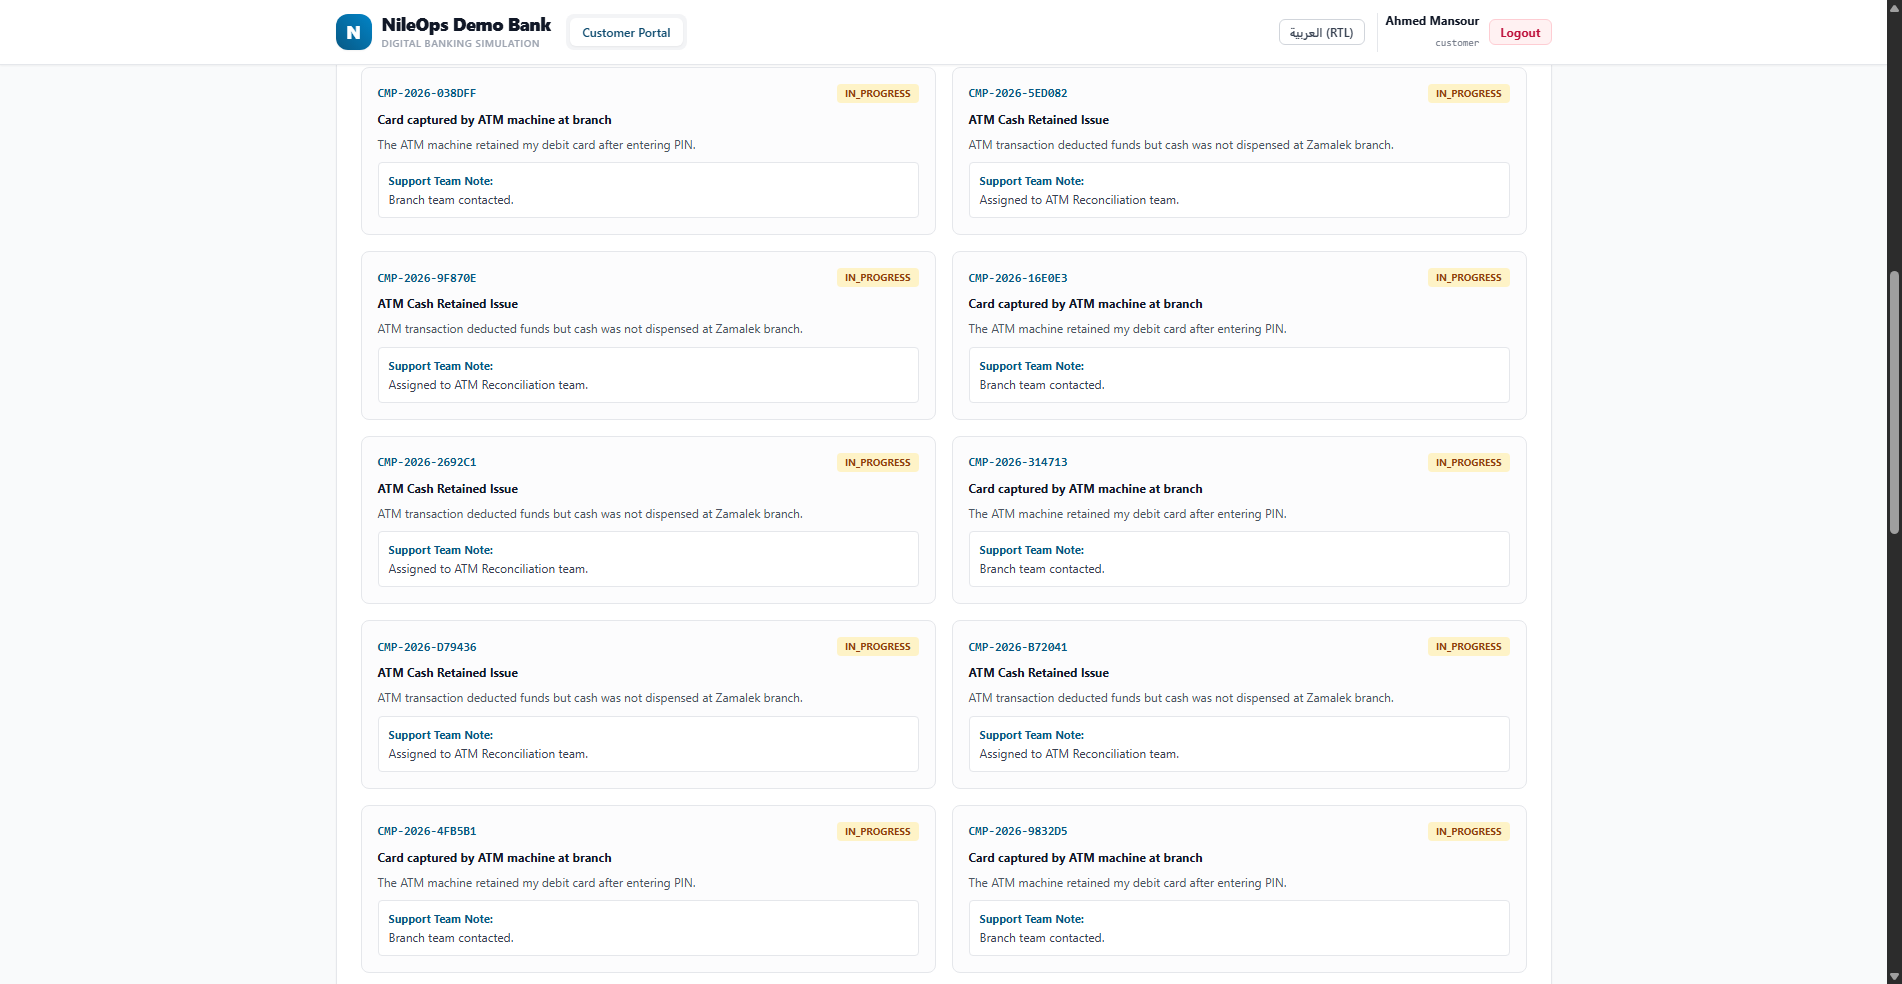 N
NileOps Demo Bank
DIGITAL BANKING SIMULATION
Customer Portal
العربية (RTL)
Ahmed Mansour
customer
Logout
CMP-2026-038DFF
IN_PROGRESS
Card captured by ATM machine at branch
The ATM machine retained my debit card after entering PIN.
Support Team Note:
Branch team contacted.
CMP-2026-5ED082
IN_PROGRESS
ATM Cash Retained Issue
ATM transaction deducted funds but cash was not dispensed at Zamalek branch.
Support Team Note:
Assigned to ATM Reconciliation team.
CMP-2026-9F870E
IN_PROGRESS
ATM Cash Retained Issue
ATM transaction deducted funds but cash was not dispensed at Zamalek branch.
Support Team Note:
Assigned to ATM Reconciliation team.
CMP-2026-16E0E3
IN_PROGRESS
Card captured by ATM machine at branch
The ATM machine retained my debit card after entering PIN.
Support Team Note:
Branch team contacted.
CMP-2026-2692C1
IN_PROGRESS
ATM Cash Retained Issue
ATM transaction deducted funds but cash was not dispensed at Zamalek branch.
Support Team Note:
Assigned to ATM Reconciliation team.
CMP-2026-314713
IN_PROGRESS
Card captured by ATM machine at branch
The ATM machine retained my debit card after entering PIN.
Support Team Note:
Branch team contacted.
CMP-2026-D79436
IN_PROGRESS
ATM Cash Retained Issue
ATM transaction deducted funds but cash was not dispensed at Zamalek branch.
Support Team Note:
Assigned to ATM Reconciliation team.
CMP-2026-B72041
IN_PROGRESS
ATM Cash Retained Issue
ATM transaction deducted funds but cash was not dispensed at Zamalek branch.
Support Team Note:
Assigned to ATM Reconciliation team.
CMP-2026-4FB5B1
IN_PROGRESS
Card captured by ATM machine at branch
The ATM machine retained my debit card after entering PIN.
Support Team Note:
Branch team contacted.
CMP-2026-9832D5
IN_PROGRESS
Card captured by ATM machine at branch
The ATM machine retained my debit card after entering PIN.
Support Team Note:
Branch team contacted.